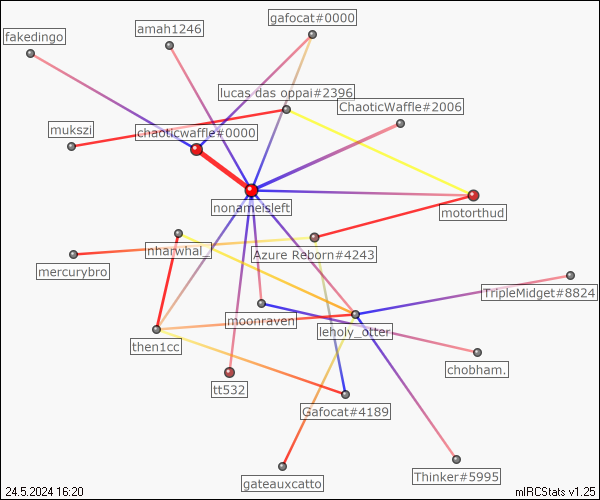 gafocat#0000
amah1246
fakedingo
lucas das oppai#2396
ChaoticWaffle#2006
mukszi
chaoticwaffle#0000
nonameisleft
motorthud
nharwhal_
Azure Reborn#4243
mercurybro
TripleMidget#8824
moonraven
leholy_otter
then1cc
chobham.
tt532
Gafocat#4189
Thinker#5995
gateauxcatto
24.5.2024 16:20
mIRCStats v1.25